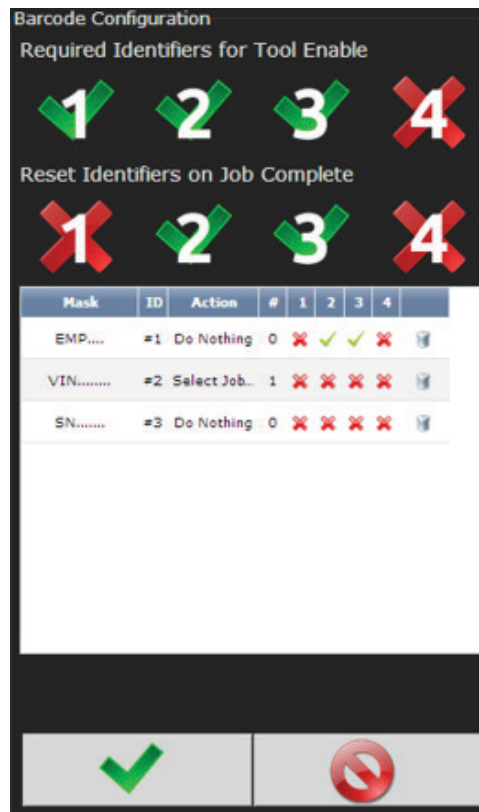 Barcode Configuration
Required Identifiers for Tool Enable
1 2 3 4
Reset Identifiers on Job Complete
1 2 3 4
Mask ID Action # 1 2 3 4
EMP.... #1 Do Nothing 0
VIN........ #2 Select Job.. 1
SN....... #3 Do Nothing 0